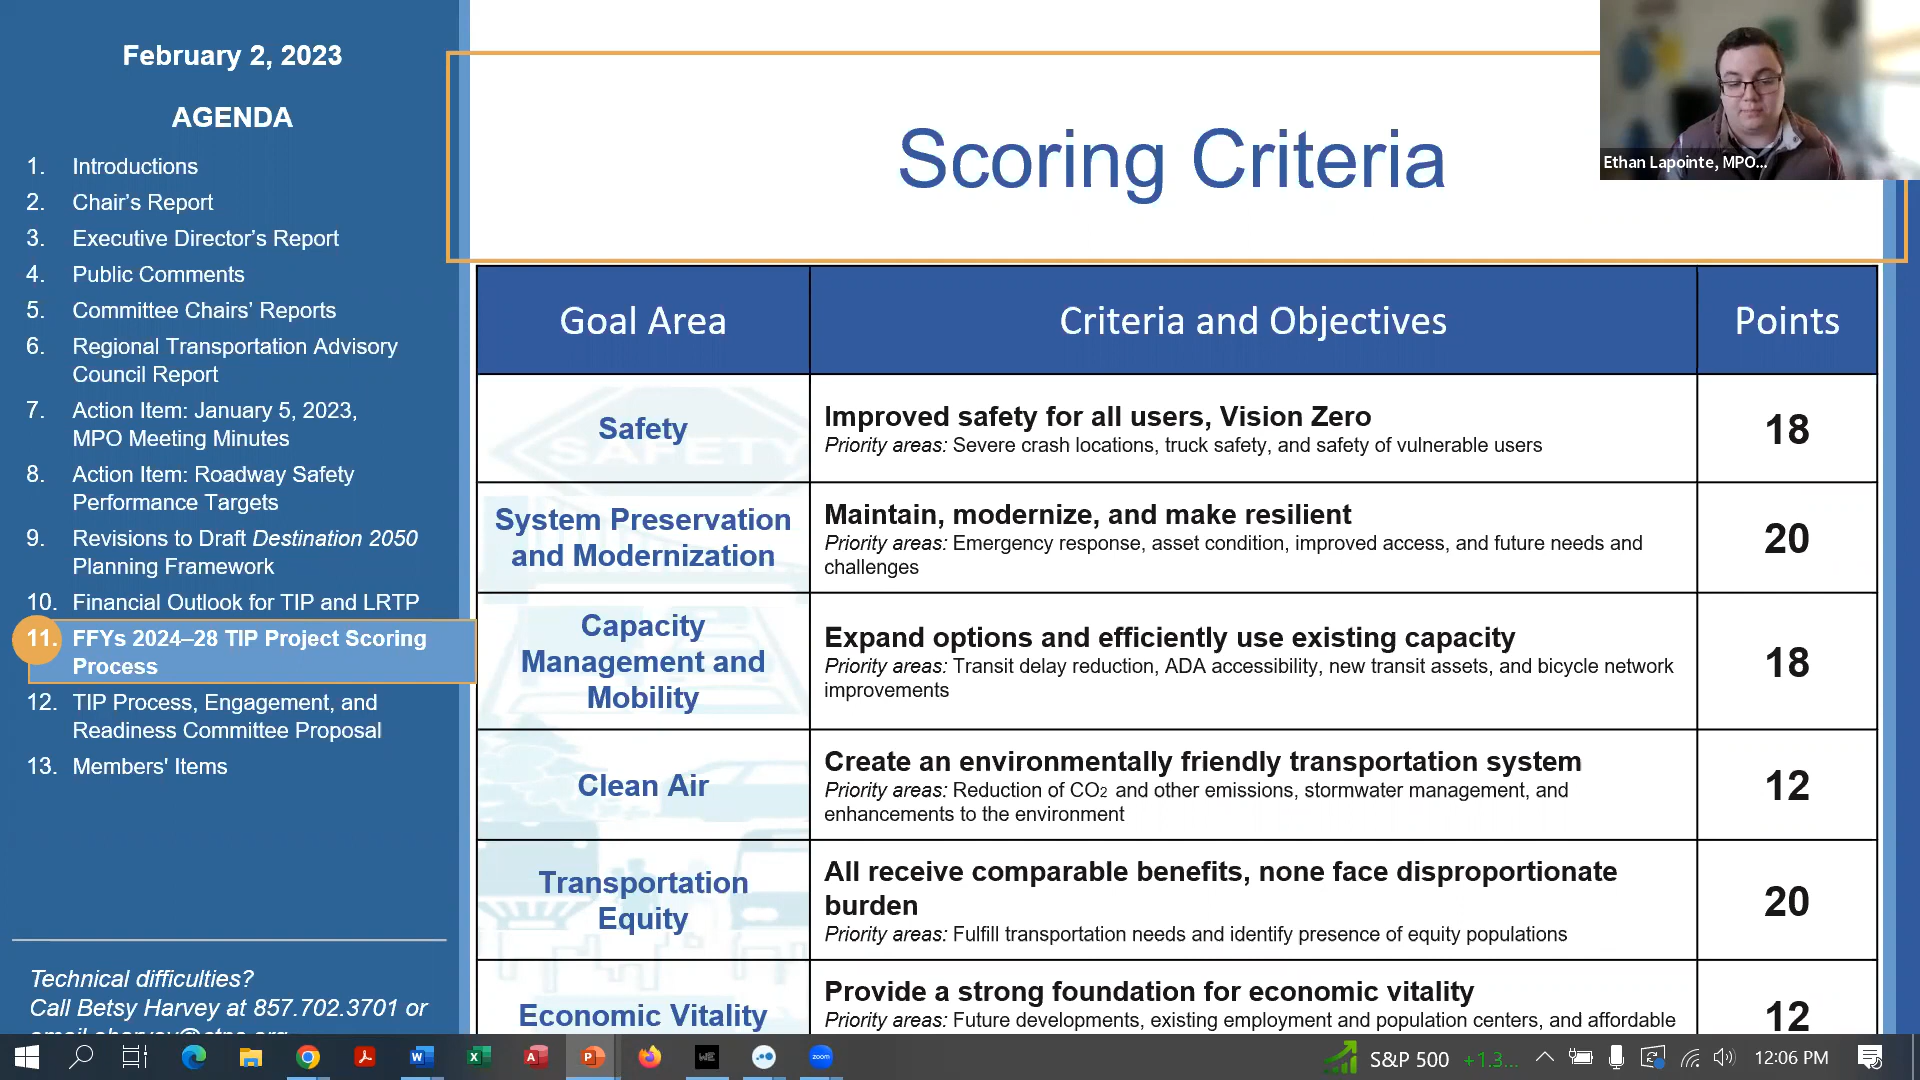 February 2, 2023
AGENDA
1. Introductions
2. Chair’s Report
3. Executive Director’s Report
4. Public Comments
5. Committee Chairs’ Reports
6. Regional Transportation Advisory
Council Report
7. Action Item: January 5, 2023,
MPO Meeting Minutes
8. Action Item: Roadway Safety
Performance Targets
9. Revisions to Draft Destination 2050
Planning Framework
10. Financial Outlook for TIP and LRTP
11. FFYs 2024–28 TIP Project Scoring
Process
12. TIP Process, Engagement, and
Readiness Committee Proposal
13. Members' Items
Technical difficulties?
Call Betsy Harvey at 857.702.3701 or
Scoring Criteria
Ethan Lapointe, MPO...
Goal Area Criteria and Objectives Points
Safety
SAFETY
Improved safety for all users, Vision Zero
Priority areas: Severe crash locations, truck safety, and safety of vulnerable users
18
System Preservation
and Modernization
Maintain, modernize, and make resilient
Priority areas: Emergency response, asset condition, improved access, and future needs and
challenges
20
Capacity
Management and
Mobility
Expand options and efficiently use existing capacity
Priority areas: Transit delay reduction, ADA accessibility, new transit assets, and bicycle network
improvements
18
Clean Air
Create an environmentally friendly transportation system
Priority areas: Reduction of CO2 and other emissions, stormwater management, and
enhancements to the environment
12
Transportation
Equity
All receive comparable benefits, none face disproportionate
burden
Priority areas: Fulfill transportation needs and identify presence of equity populations
20
Economic Vitality
Provide a strong foundation for economic vitality
Priority areas: Future developments, existing employment and population centers, and affordable
12
WE
zoom
S&P 500 +1.3...
12:06 PM